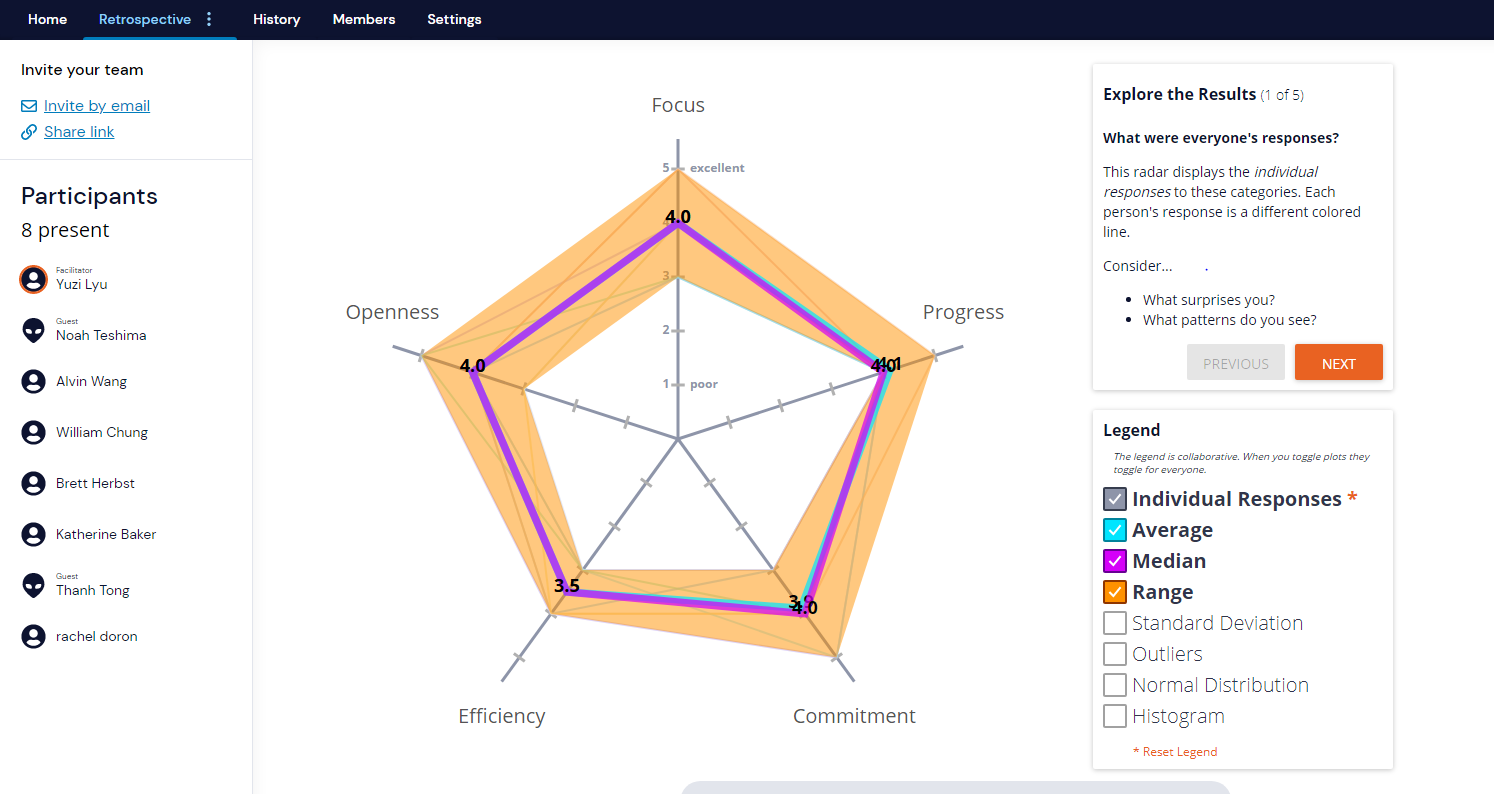 Home
Retrospective
History
Members
Settings
Invite your team
Invite by email
Share link
Participants
8 present
Facilitator
Yuzi Lyu
Guest
Noah Teshima
Alvin Wang
William Chung
Brett Herbst
Katherine Baker
Guest
Thanh Tong
rachel doron
Focus
5 excellent
4.0
3
2
1 poor
Openness
4.0
Progress
4.0
4.1
3.5
3.9
4.0
Efficiency
Commitment
Explore the Results (1 of 5)
What were everyone's responses?
This radar displays the individual
responses to these categories. Each
person's response is a different colored
line.
Consider... .
• What surprises you?
• What patterns do you see?
PREVIOUS
NEXT
Legend
The legend is collaborative. When you toggle plots they
toggle for everyone.
Individual Responses *
Average
Median
Range
Standard Deviation
Outliers
Normal Distribution
Histogram
* Reset Legend